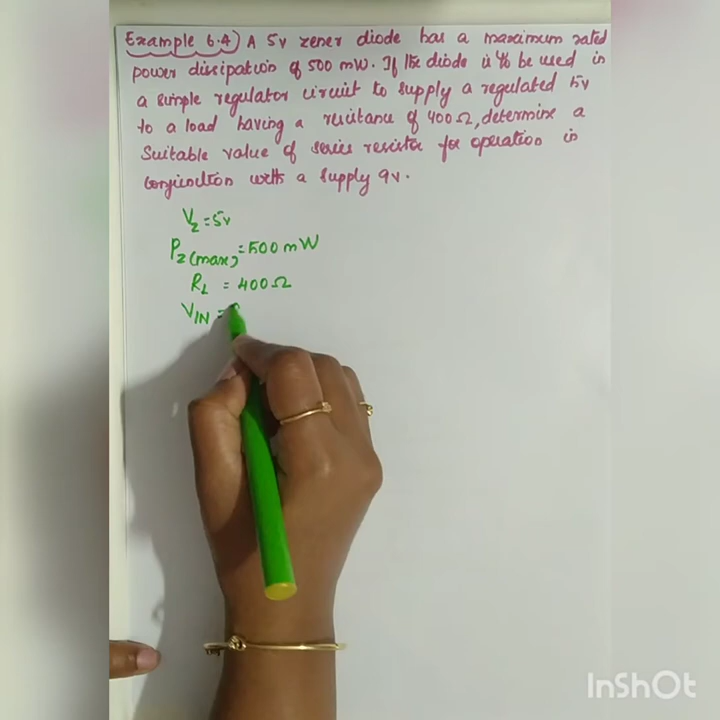 Example 6.4) A 5v zener diode has a maximum rated
power dissipation of 500 mW. If the diode is to be used in
a simple regulator circuit to supply a regulated 5v
to a load having a resistance of 400 Ω, determine a
Suitable value of series resistor for operation in
conjunction with a supply 9v.
Vz = 5v
Pz(max) = 500 mW
RL = 400 Ω
VIN =
InShOt